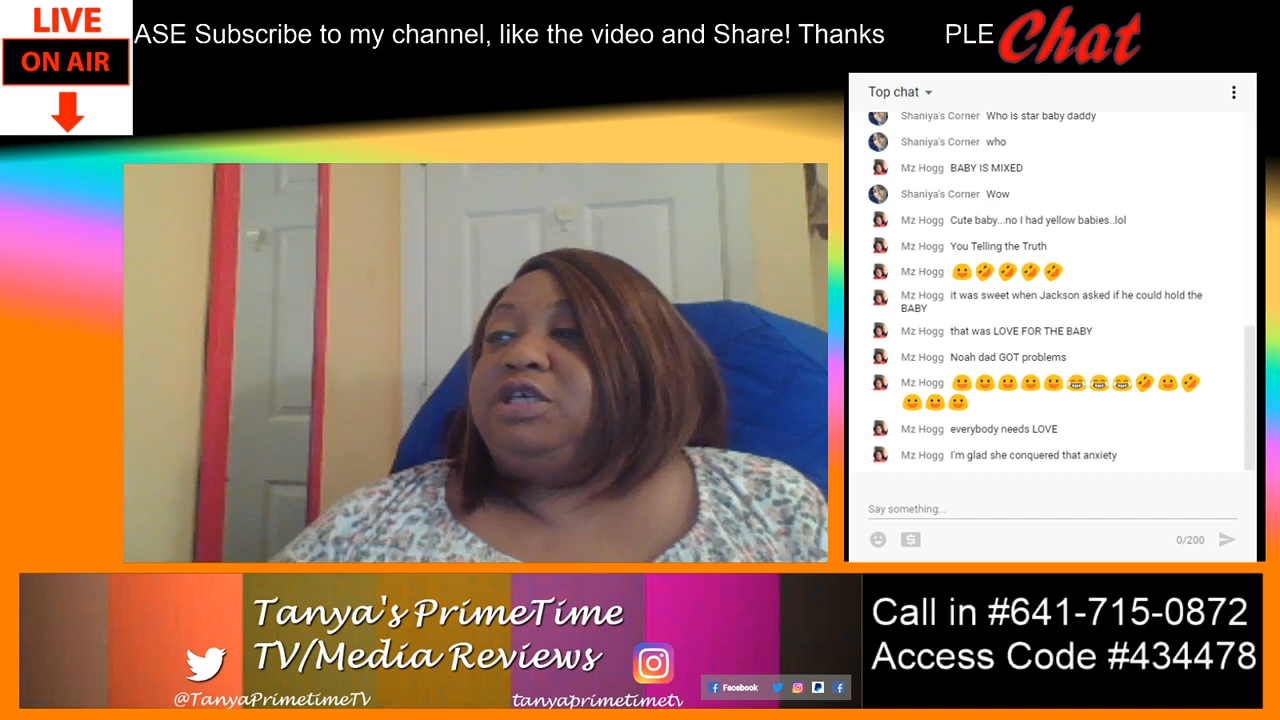 LIVE
ON AIR
ASE Subscribe to my channel, like the video and Share! Thanks PLE
Chat
Top chat
Shaniya's Corner Who is star baby daddy
Shaniya's Corner who
Mz Hogg BABY IS MIXED
Shaniya's Corner Wow
Mz Hogg Cute baby...no I had yellow babies..lol
Mz Hogg You Telling the Truth
Mz Hogg
Mz Hogg it was sweet when Jackson asked if he could hold the
BABY
Mz Hogg that was LOVE FOR THE BABY
Mz Hogg Noah dad GOT problems
Mz Hogg
Mz Hogg everybody needs LOVE
Mz Hogg I'm glad she conquered that anxiety
Say something...
0/200
Tanya's PrimeTime
TV/Media Reviews
@TanyaPrimetimeTV
tanyaprimetimetv
Facebook
Call in #641-715-0872
Access Code #434478